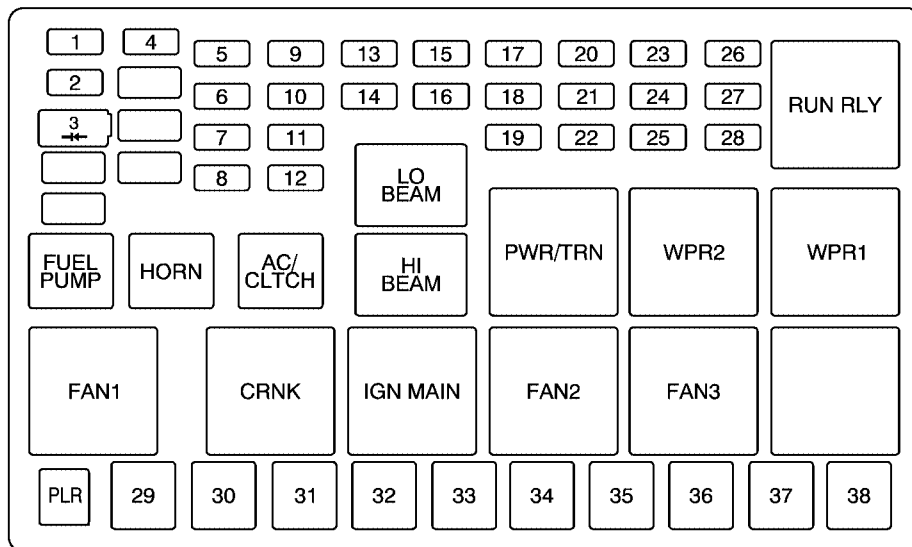 1 4
5 9 13 15 17 20 23 26
2
6 10 14 16 18 21 24 27
RUN RLY
3
7 11 19 22 25 28
8 12
LO
BEAM
PWR/TRN WPR2 WPR1
FUEL
PUMP
HORN
AC/
CLTCH
HI
BEAM
FAN1 CRNK IGN MAIN FAN2 FAN3
PLR 29 30 31 32 33 34 35 36 37 38